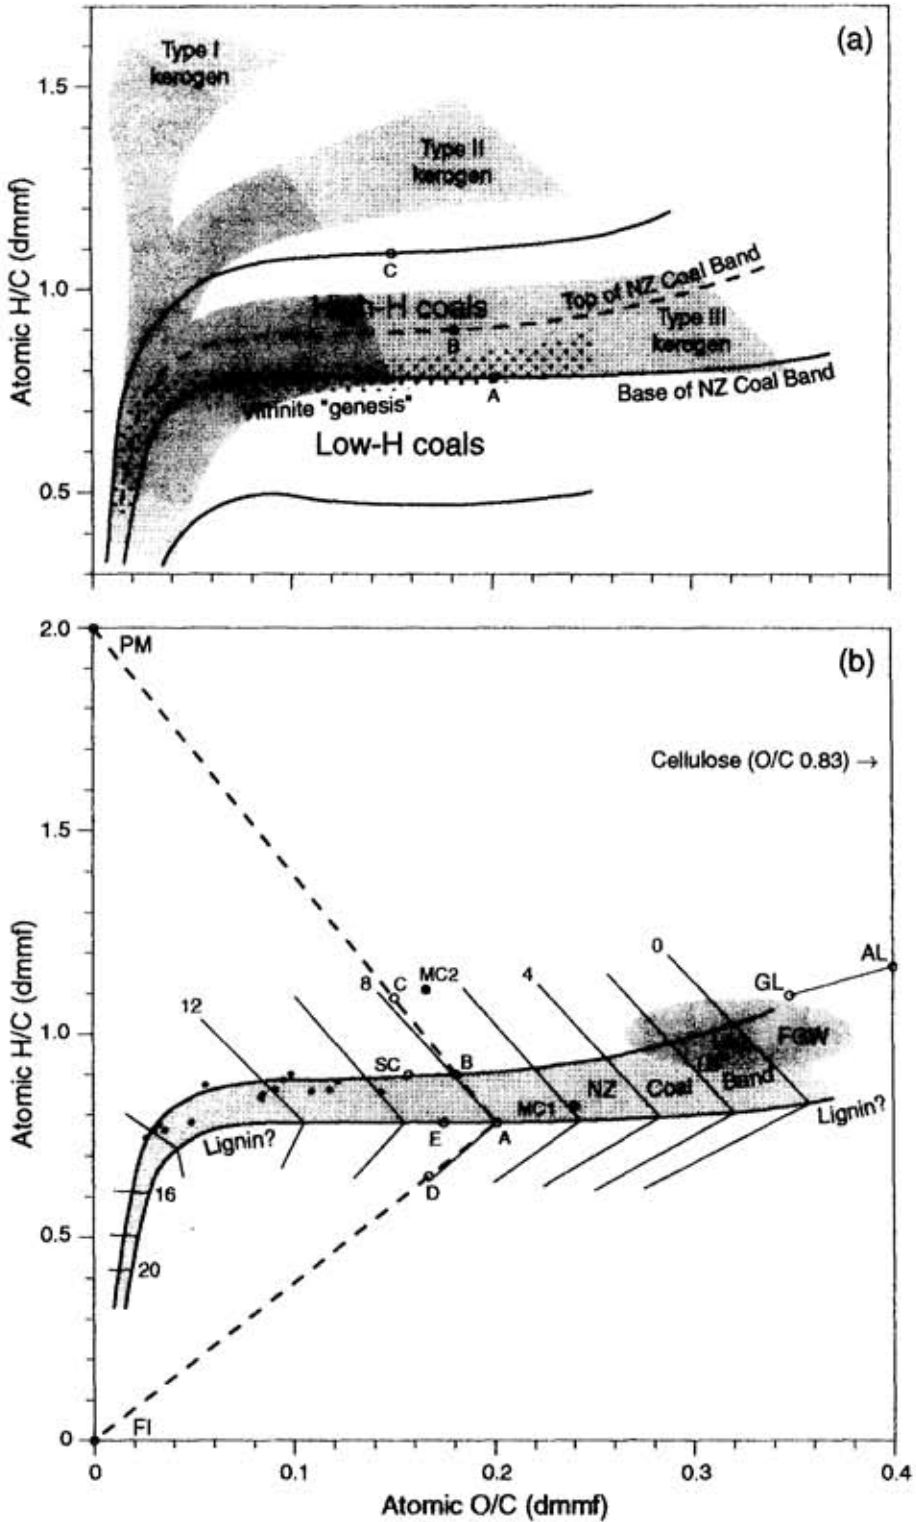 (a)
Type I
kerogen
1.5
Type II
kerogen
C
1.0
High-H coals
Top of NZ Coal Band
B
Type III
kerogen
A
Vitrinite "genesis"
Base of NZ Coal Band
Low-H coals
0.5
Atomic H/C (dmmf)
2.0
PM
(b)
Cellulose (O/C 0.83) →
1.5
0
AL
8
C
MC2
4
GL
12
1.0
FGW
SC
B
NZ Coal Band
MC1
Lignin?
E
A
Lignin?
D
16
0.5
20
Atomic H/C (dmmf)
FI
0
0 0.1 0.2 0.3 0.4
Atomic O/C (dmmf)